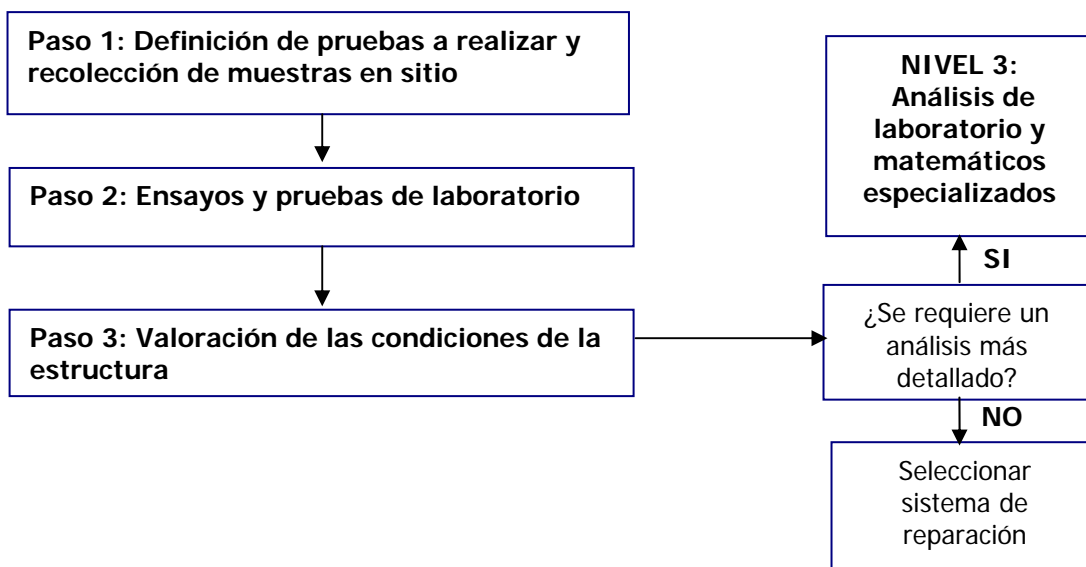 Paso 1: Definición de pruebas a realizar y
recolección de muestras en sitio
Paso 2: Ensayos y pruebas de laboratorio
Paso 3: Valoración de las condiciones de la
estructura
NIVEL 3:
Análisis de
laboratorio y
matemáticos
especializados
SI
¿Se requiere un
análisis más
detallado?
NO
Seleccionar
sistema de
reparación